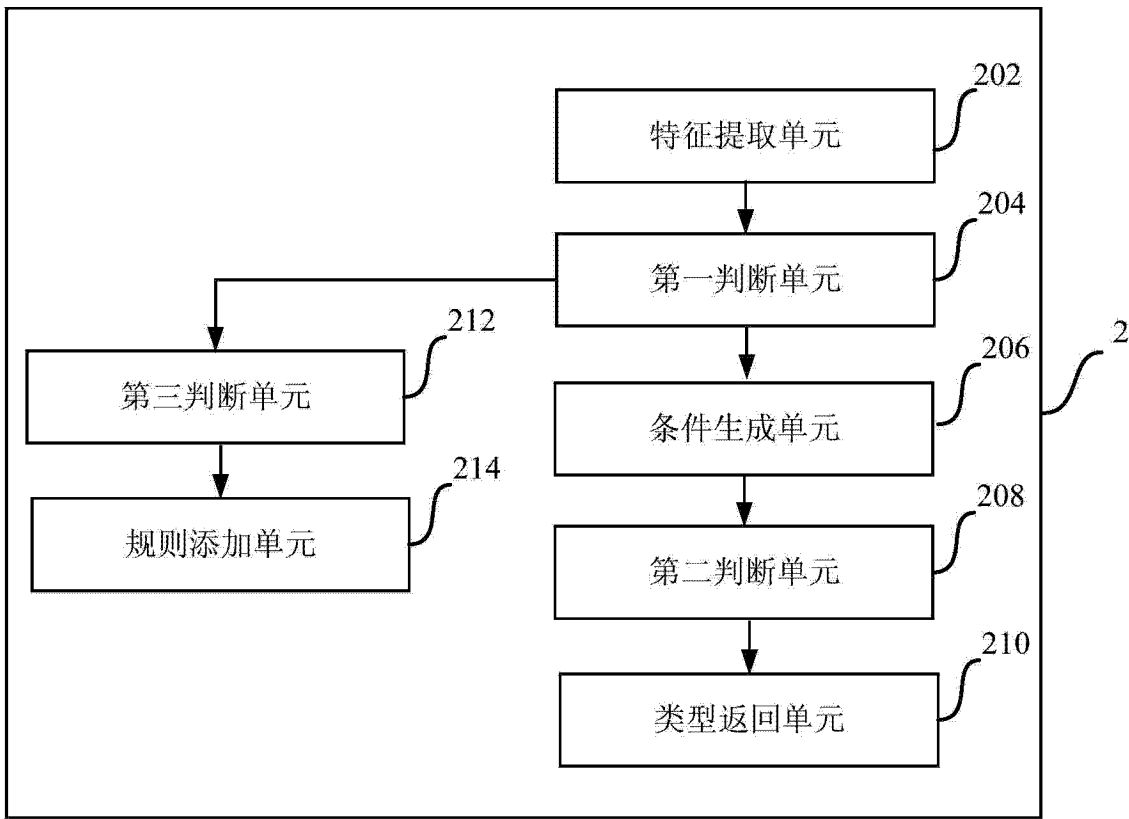 202
特征提取单元
204
第一判断单元
212
第三判断单元
2
206
条件生成单元
214
规则添加单元
208
第二判断单元
210
类型返回单元